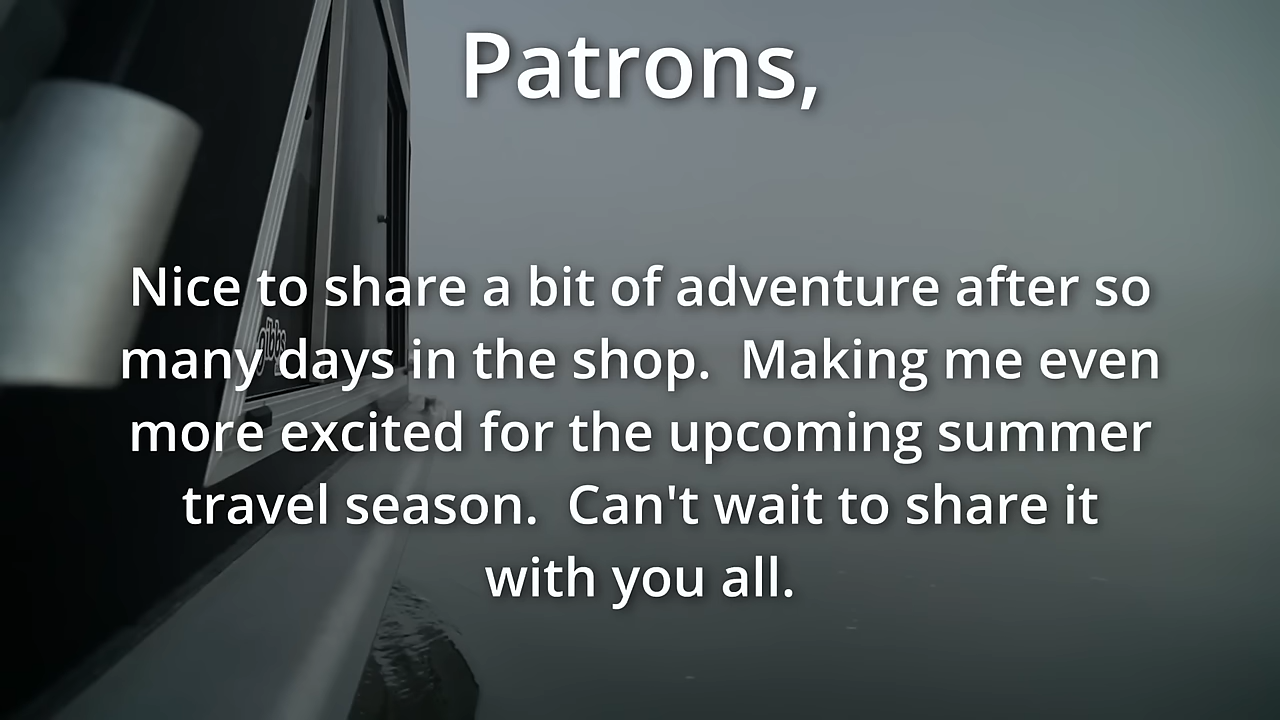 Patrons,
Nice to share a bit of adventure after so
many days in the shop.  Making me even
more excited for the upcoming summer
travel season.  Can't wait to share it
with you all.
gibbs